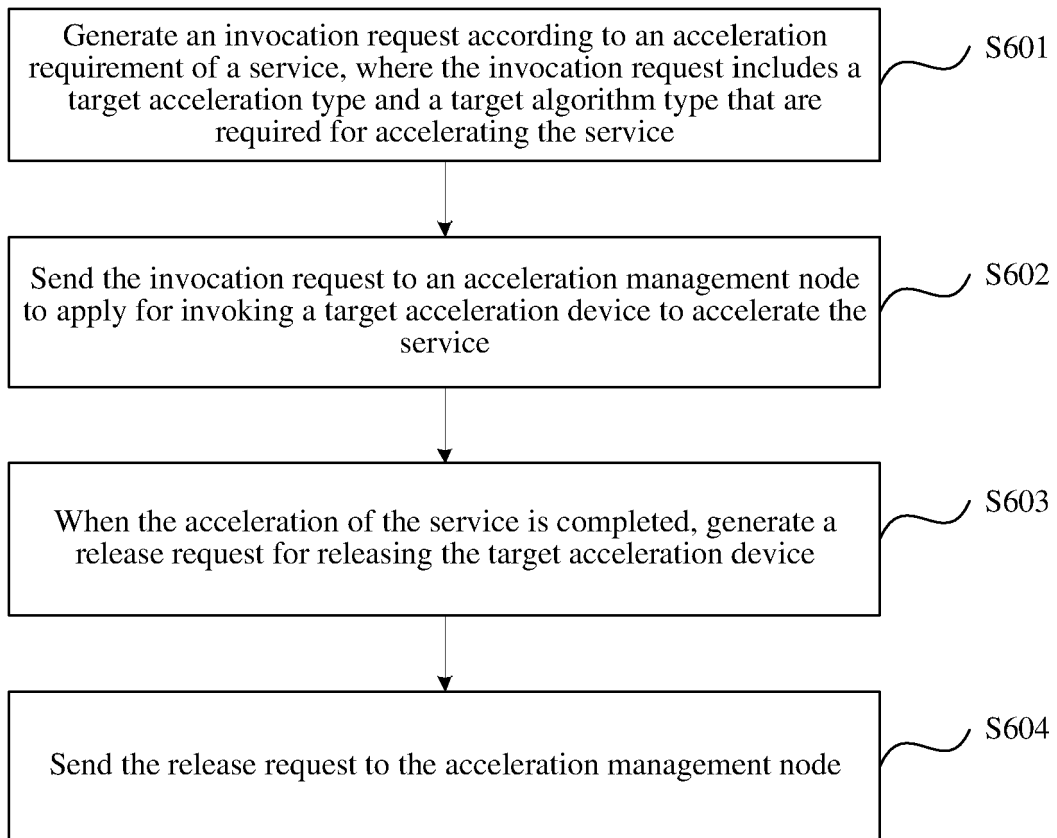 Generate an invocation request according to an acceleration
requirement of a service, where the invocation request includes a
target acceleration type and a target algorithm type that are
required for accelerating the service
S601
Send the invocation request to an acceleration management node
to apply for invoking a target acceleration device to accelerate the
service
S602
When the acceleration of the service is completed, generate a
release request for releasing the target acceleration device
S603
Send the release request to the acceleration management node
S604